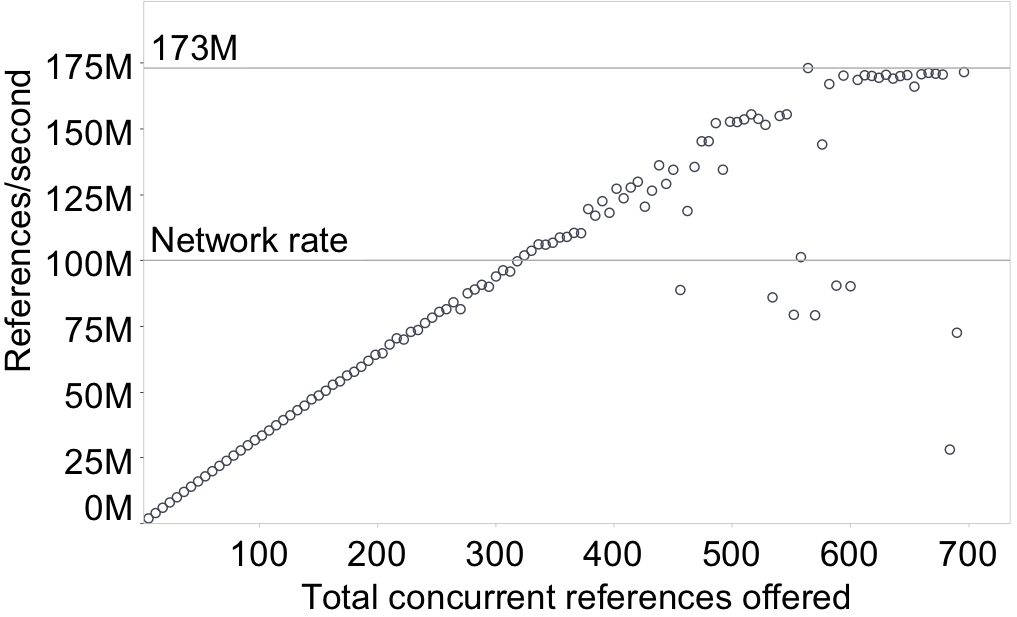 References/second
175M
150M
125M
100M
75M
50M
25M
0M
173M
Network rate
100 200 300 400 500 600 700
Total concurrent references offered